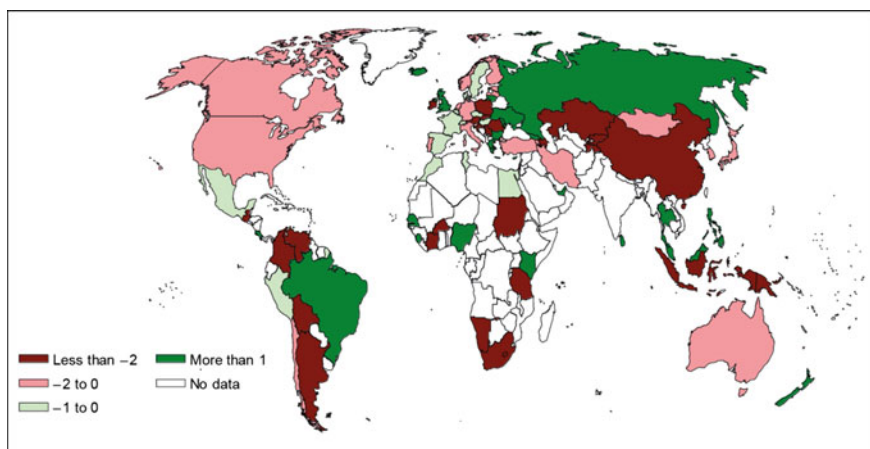 Less than −2
−2 to 0
−1 to 0
More than 1
No data